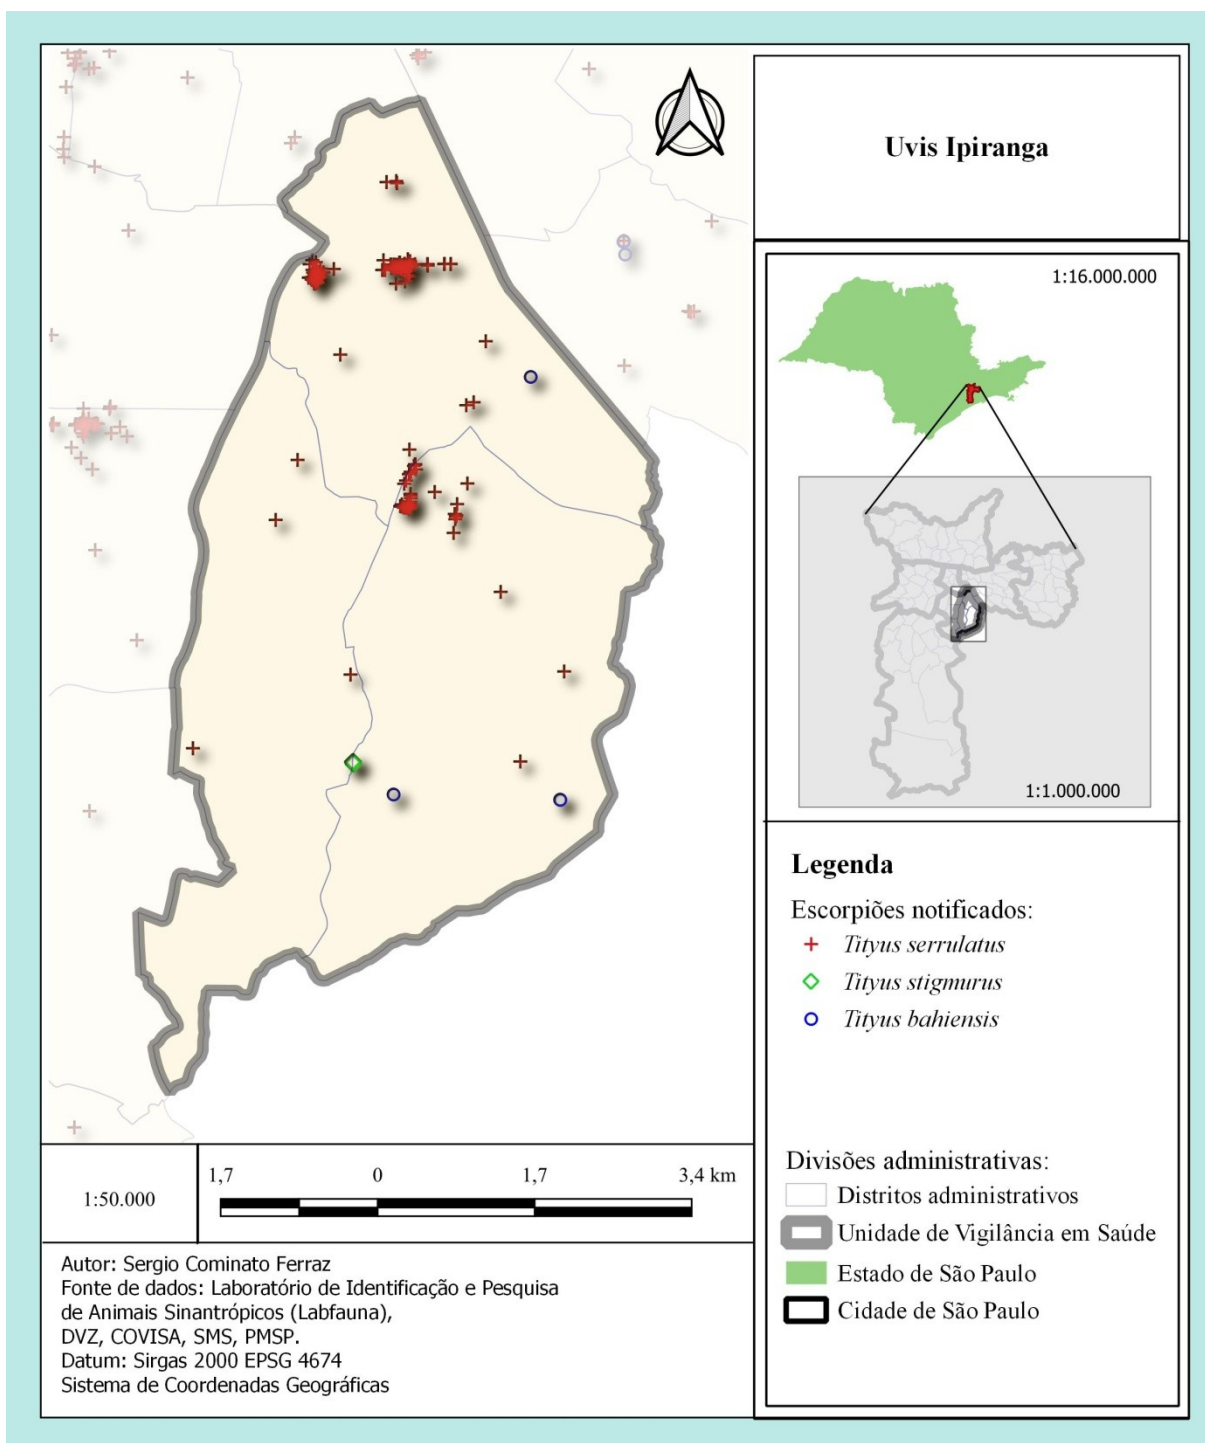 Uvis Ipiranga
1:16.000.000
1:1.000.000
Legenda
Escorpiões notificados:
Tityus serrulatus
Tityus stigmurus
Tityus bahiensis
Divisões administrativas:
Distritos administrativos
Unidade de Vigilância em Saúde
Estado de São Paulo
Cidade de São Paulo
1:50.000
1,7 0 1,7 3,4 km
Autor: Sergio Cominato Ferraz
Fonte de dados: Laboratório de Identificação e Pesquisa
de Animais Sinantrópicos (Labfauna),
DVZ, COVISA, SMS, PMSP.
Datum: Sirgas 2000 EPSG 4674
Sistema de Coordenadas Geográficas